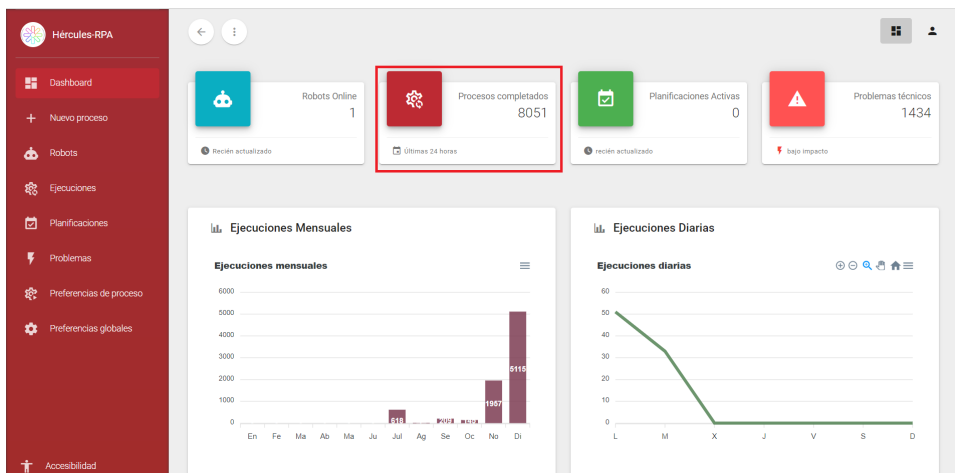 Hércules-RPA
Dashboard
Nuevo proceso
Robots
Ejecuciones
Planificaciones
Problemas
Preferencias de proceso
Preferencias globales
Accesibilidad
Robots Online
1
Recién actualizado
Procesos completados
8051
Últimas 24 horas
Planificaciones Activas
0
recién actualizado
Problemas técnicos
1434
bajo impacto
Ejecuciones Mensuales
Ejecuciones mensuales
6000
5000
4000
3000
2000
1000
0
618
209
145
1957
5115
En Fe Ma Ab Ma Ju Jul Ag Se Oc No Di
Ejecuciones Diarias
Ejecuciones diarias
60
50
40
30
20
10
0
L M X J V S D